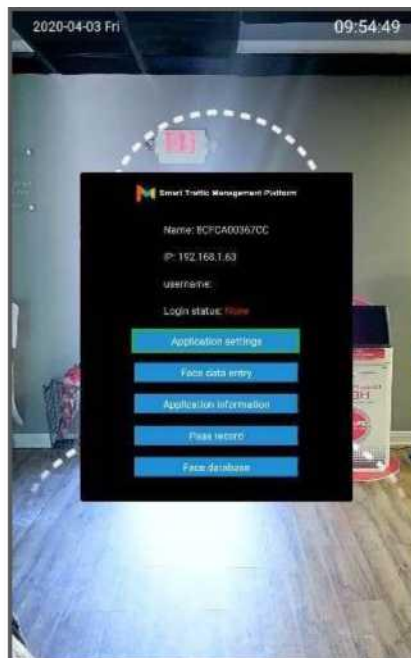 2020-04-03 Fri
09:54:49
Smart Traffic Management Platform
Name: BCFCA00367CC
IP: 192.168.1.63
username:
Login status: None
Application settings
Face data entry
Application information
Pass record
Face database